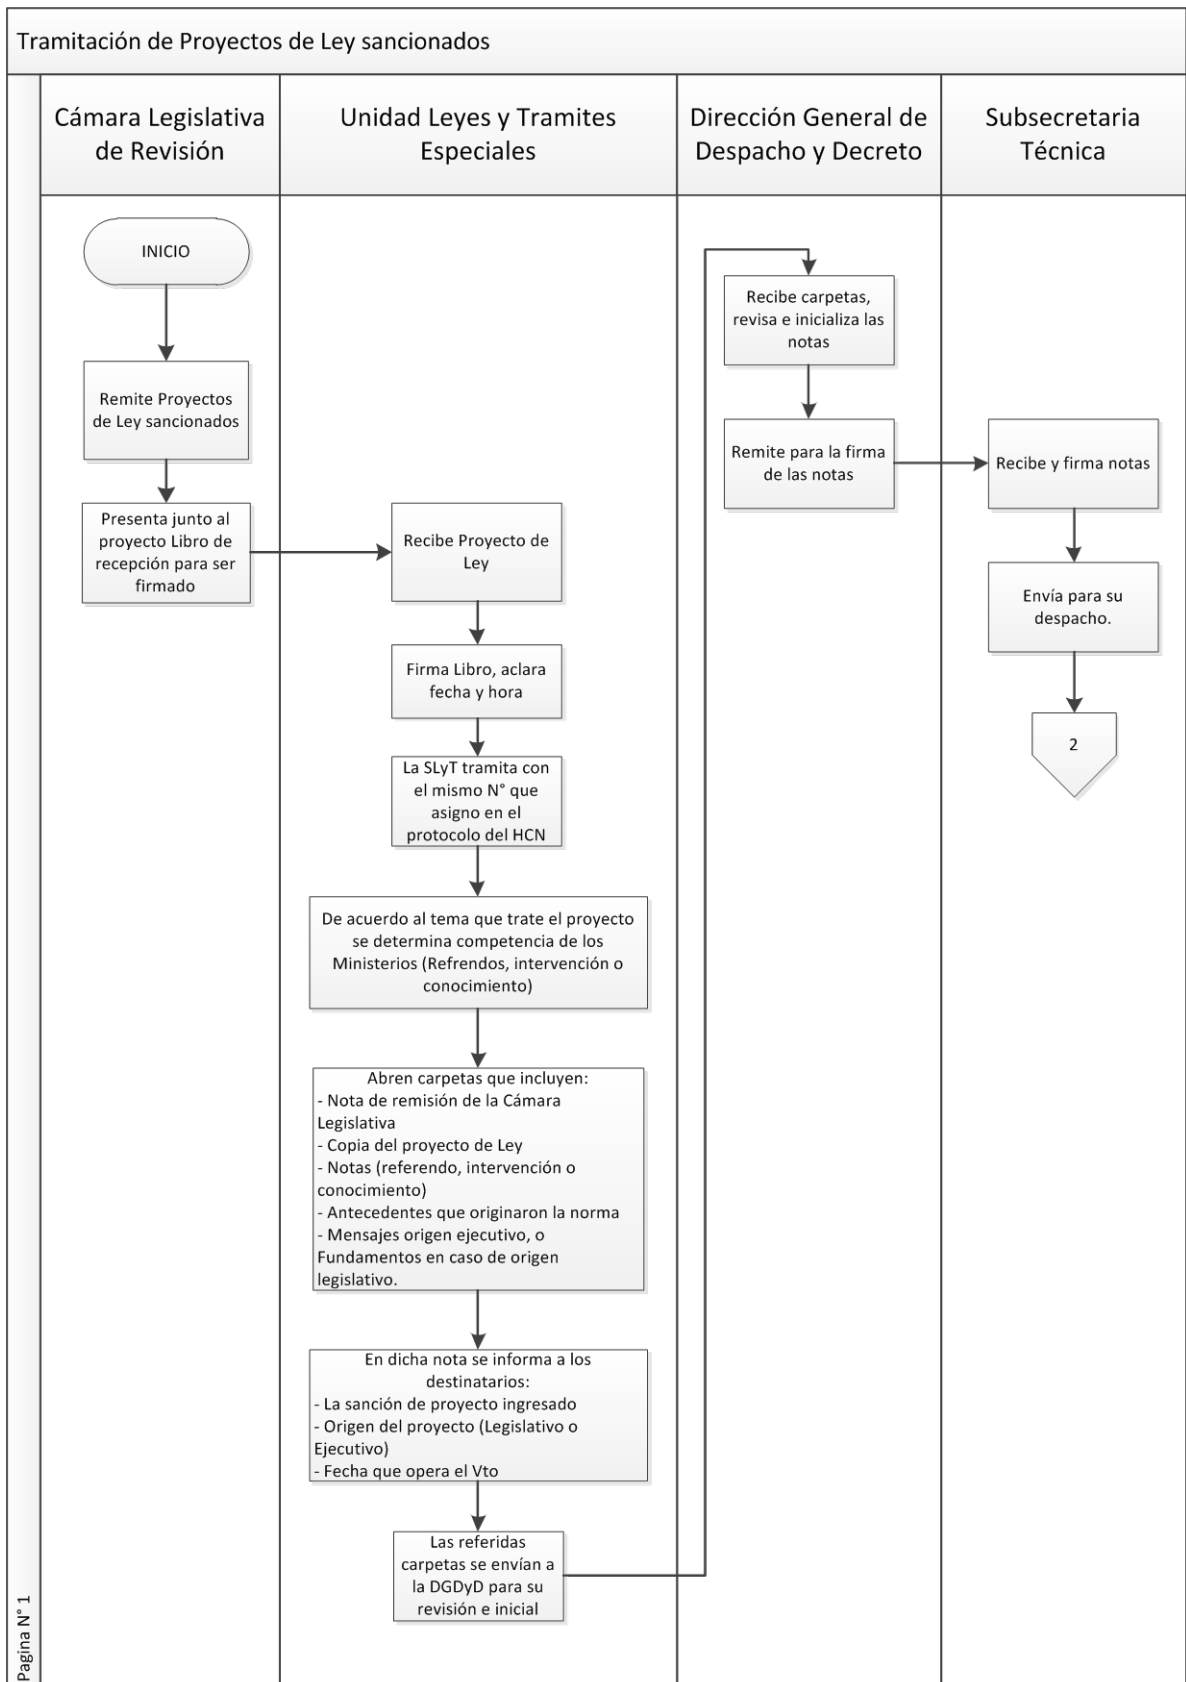 Tramitación de Proyectos de Ley sancionados
Cámara Legislativa
de Revisión
Unidad Leyes y Tramites
Especiales
Dirección General de
Despacho y Decreto
Subsecretaria
Técnica
INICIO
Remite Proyectos
de Ley sancionados
Presenta junto al
proyecto Libro de
recepción para ser
firmado
Recibe Proyecto de
Ley
Firma Libro, aclara
fecha y hora
La SLyT tramita con
el mismo N° que
asigno en el
protocolo del HCN
De acuerdo al tema que trate el proyecto
se determina competencia de los
Ministerios (Refrendos, intervención o
conocimiento)
Abren carpetas que incluyen:
- Nota de remisión de la Cámara
Legislativa
- Copia del proyecto de Ley
- Notas (referendo, intervención o
conocimiento)
- Antecedentes que originaron la norma
- Mensajes origen ejecutivo, o
Fundamentos en caso de origen
legislativo.
En dicha nota se informa a los
destinatarios:
- La sanción de proyecto ingresado
- Origen del proyecto (Legislativo o
Ejecutivo)
- Fecha que opera el Vto
Las referidas
carpetas se envían a
la DGDyD para su
revisión e inicial
Recibe carpetas,
revisa e inicializa las
notas
Remite para la firma
de las notas
Recibe y firma notas
Envía para su
despacho.
2
Pagina N° 1